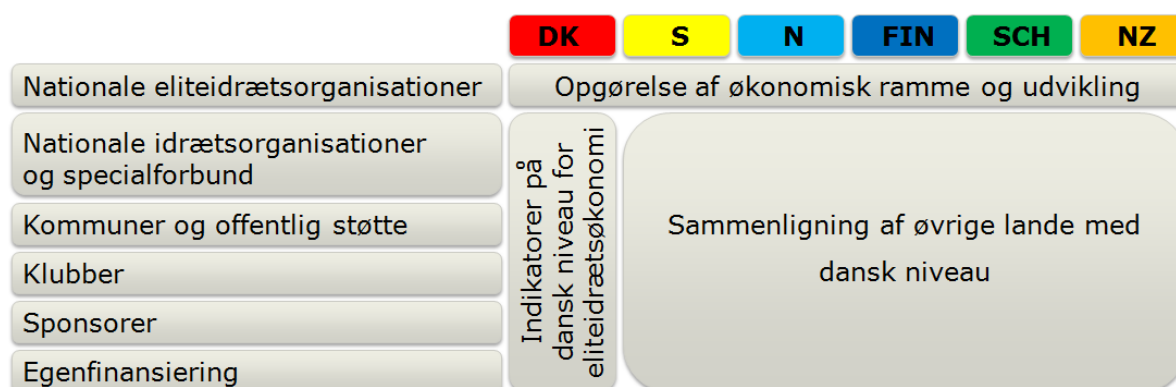 DK S N FIN SCH NZ
Nationale eliteidrætsorganisationer
Opgørelse af økonomisk ramme og udvikling
Nationale idrætsorganisationer
og specialforbund
Kommuner og offentlig støtte
Klubber
Sponsorer
Egenfinansiering
Indikatorer på
dansk niveau for
eliteidrætsøkonomi
Sammenligning af øvrige lande med
dansk niveau